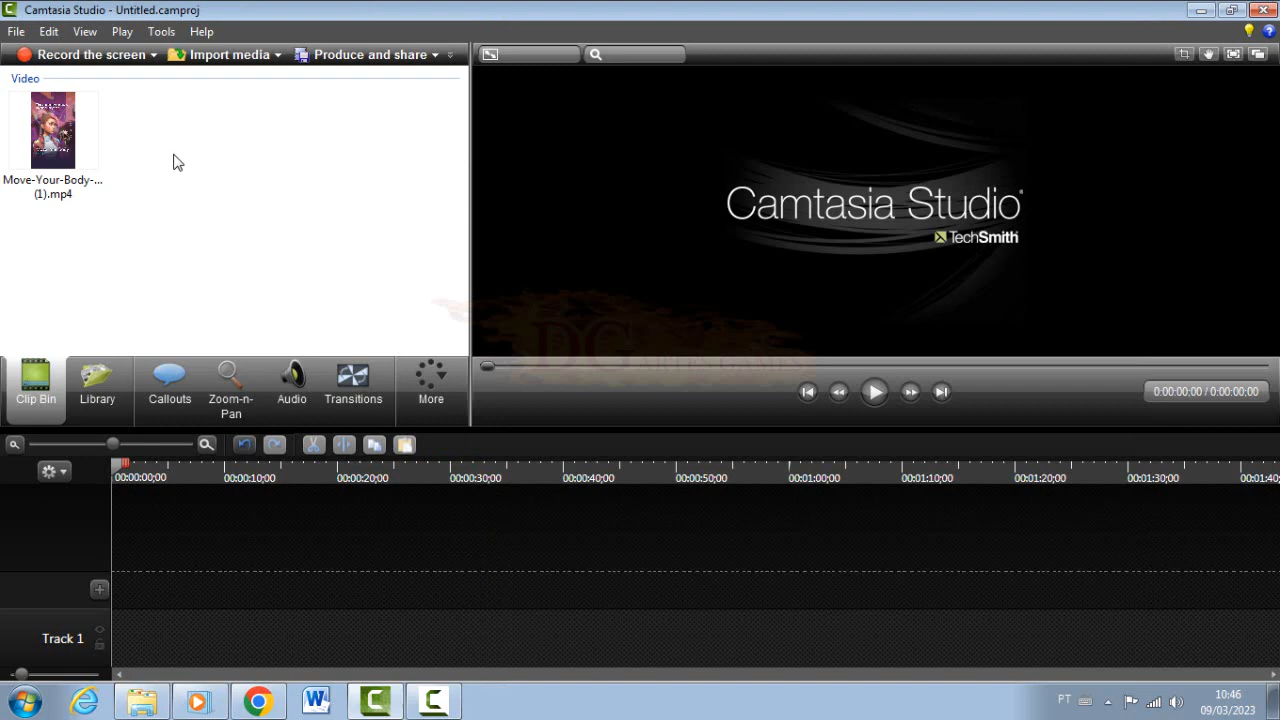 Camtasia Studio - Untitled.camproj
File Edit View Play Tools Help
Record the screen Import media Produce and share
Video
Move-Your-Body-...
(1).mp4
Camtasia Studio®
TechSmith
DG ARTES GAMES
Clip Bin Library Callouts Zoom-n-Pan Audio Transitions More
0:00:00;00 / 0:00:00;00
00:00:00;00 00:00:10;00 00:00:20;00 00:00:30;00 00:00:40;00 00:00:50;00 00:01:00;00 00:01:10;00 00:01:20;00 00:01:30;00 00:01:40;
Track 1
PT
10:46
09/03/2023